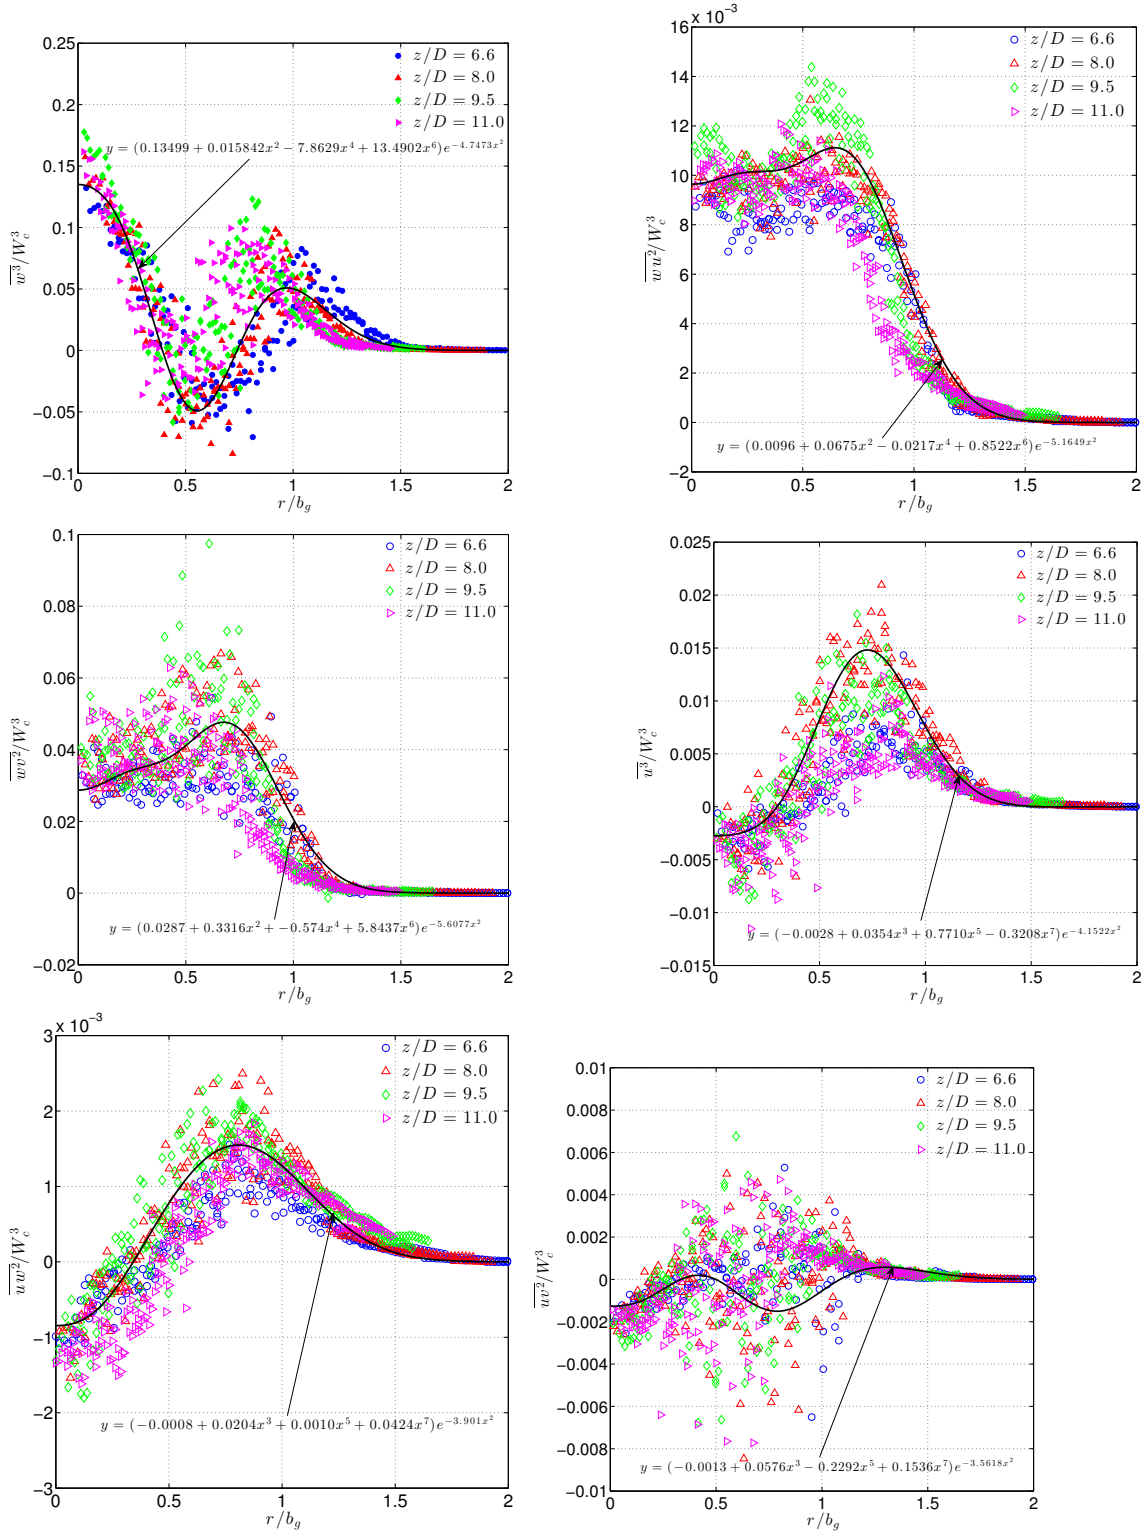 0.25
0.2
0.15
0.1
0.05
0
−0.05
−0.1
0 0.5 1 1.5 2
r/b_g
\overline{w^3}/W_c^3
z/D = 6.6
z/D = 8.0
z/D = 9.5
z/D = 11.0
y = (0.13499 + 0.015842x^2 − 7.8629x^4 + 13.4902x^6)e^{−4.7473x^2}
x 10^{−3}
16
14
12
10
8
6
4
2
0
−2
0 0.5 1 1.5 2
r/b_g
\overline{wu^2}/W_c^3
z/D = 6.6
z/D = 8.0
z/D = 9.5
z/D = 11.0
y = (0.0096 + 0.0675x^2 − 0.0217x^4 + 0.8522x^6)e^{−5.1649x^2}
0.1
0.08
0.06
0.04
0.02
0
−0.02
0 0.5 1 1.5 2
r/b_g
\overline{wv^2}/W_c^3
z/D = 6.6
z/D = 8.0
z/D = 9.5
z/D = 11.0
y = (0.0287 + 0.3316x^2 + −0.574x^4 + 5.8437x^6)e^{−5.6077x^2}
0.025
0.02
0.015
0.01
0.005
0
−0.005
−0.01
−0.015
0 0.5 1 1.5 2
r/b_g
\overline{u^3}/W_c^3
z/D = 6.6
z/D = 8.0
z/D = 9.5
z/D = 11.0
y = (−0.0028 + 0.0354x^3 + 0.7710x^5 − 0.3208x^7)e^{−4.1522x^2}
x 10^{−3}
3
2
1
0
−1
−2
−3
0 0.5 1 1.5 2
r/b_g
\overline{uw^2}/W_c^3
z/D = 6.6
z/D = 8.0
z/D = 9.5
z/D = 11.0
y = (−0.0008 + 0.0204x^3 + 0.0010x^5 + 0.0424x^7)e^{−3.901x^2}
0.01
0.008
0.006
0.004
0.002
0
−0.002
−0.004
−0.006
−0.008
−0.01
0 0.5 1 1.5 2
r/b_g
\overline{uv^2}/W_c^3
z/D = 6.6
z/D = 8.0
z/D = 9.5
z/D = 11.0
y = (−0.0013 + 0.0576x^3 − 0.2292x^5 + 0.1536x^7)e^{−3.5618x^2}